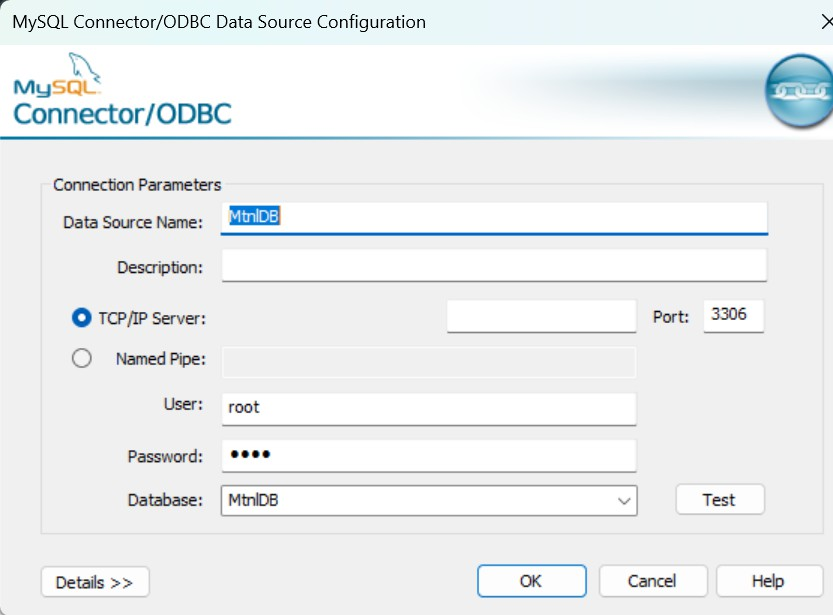 MySQL Connector/ODBC Data Source Configuration
MySQL
Connector/ODBC
Connection Parameters
Data Source Name: MtnlDB
Description:
TCP/IP Server: Port: 3306
Named Pipe:
User: root
Password: ••••
Database: MtnlDB Test
Details >> OK Cancel Help